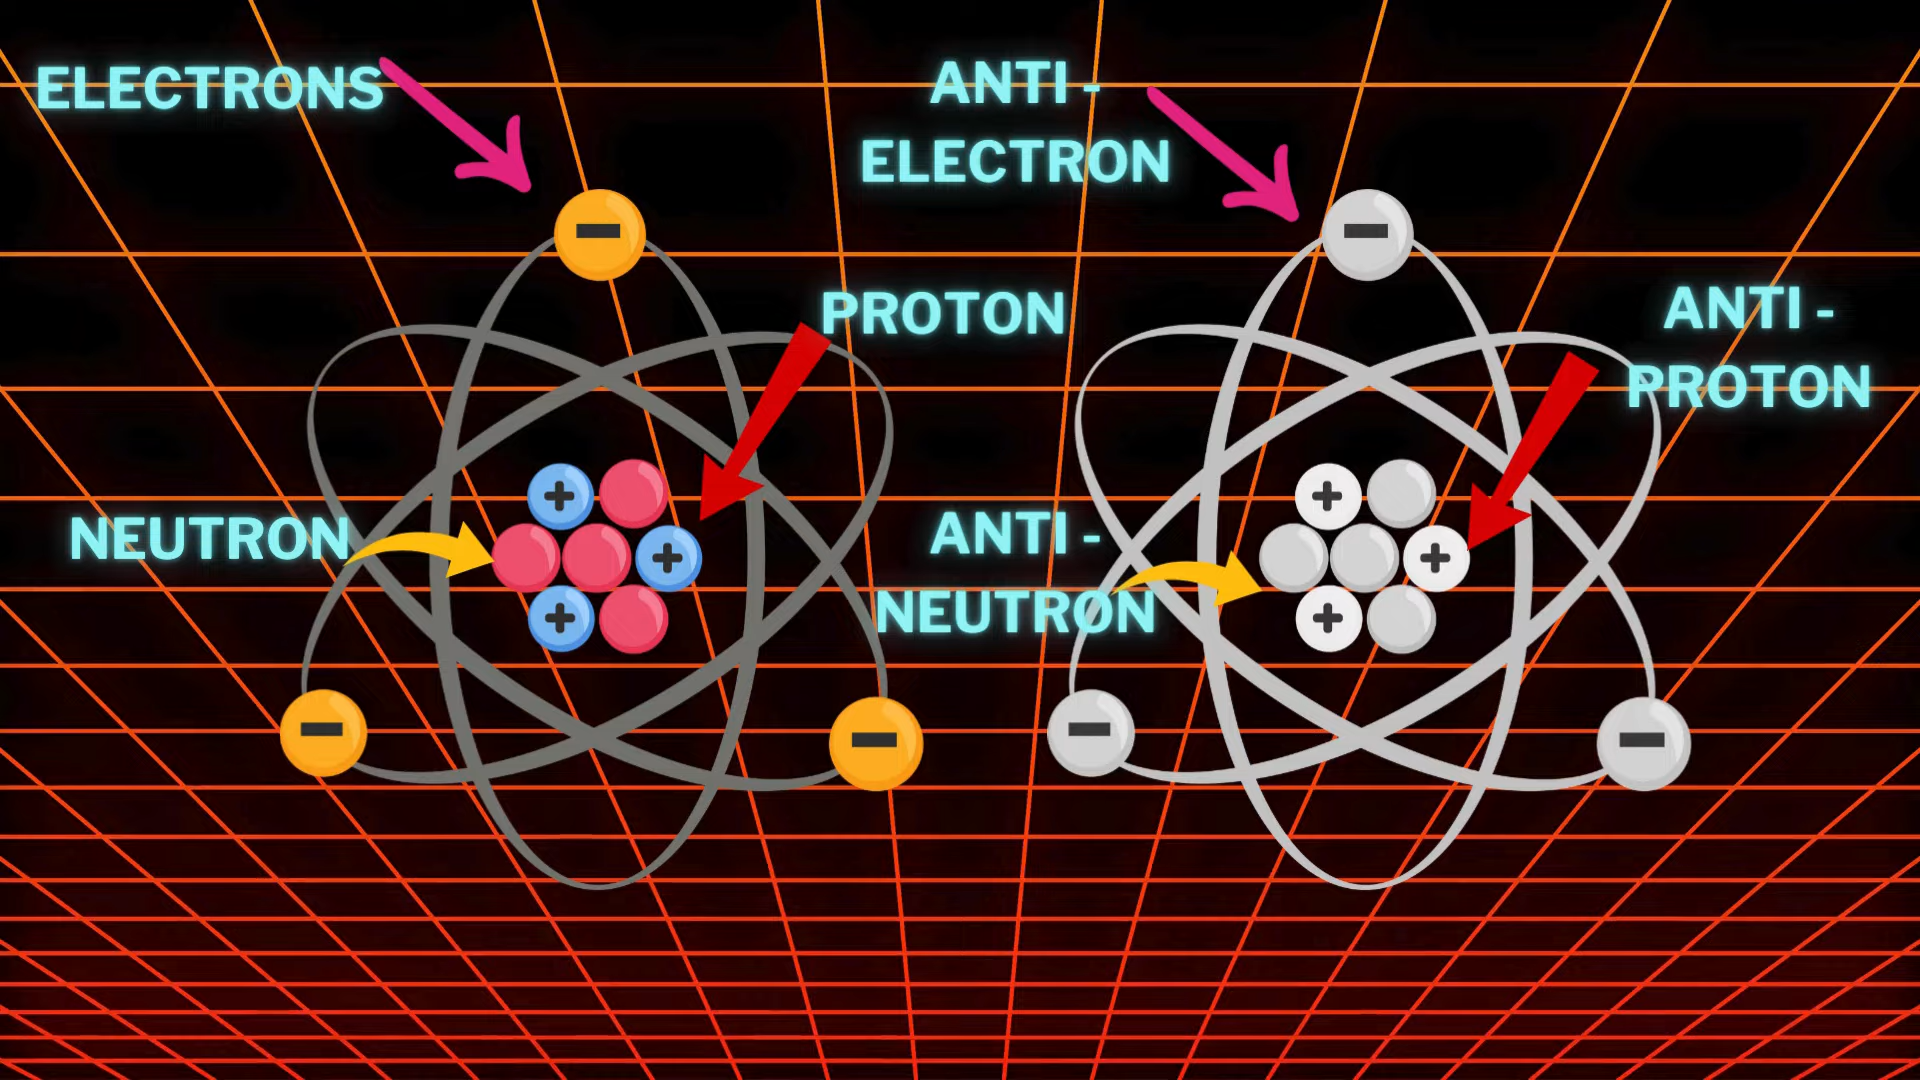 ELECTRONS
ANTI -
ELECTRON
PROTON
ANTI -
PROTON
NEUTRON
ANTI -
NEUTRON